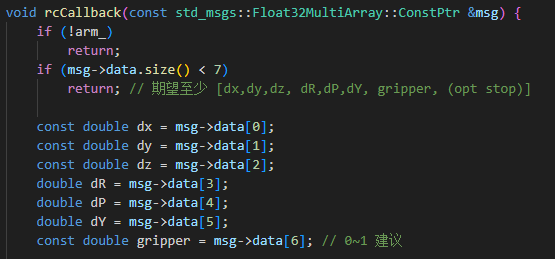 void rcCallback(const std_msgs::Float32MultiArray::ConstPtr &msg) {
    if (!arm_)
        return;
    if (msg->data.size() < 7)
        return; // 期望至少 [dx,dy,dz, dR,dP,dY, gripper, (opt stop)]

    const double dx = msg->data[0];
    const double dy = msg->data[1];
    const double dz = msg->data[2];
    double dR = msg->data[3];
    double dP = msg->data[4];
    double dY = msg->data[5];
    const double gripper = msg->data[6]; // 0~1 建议